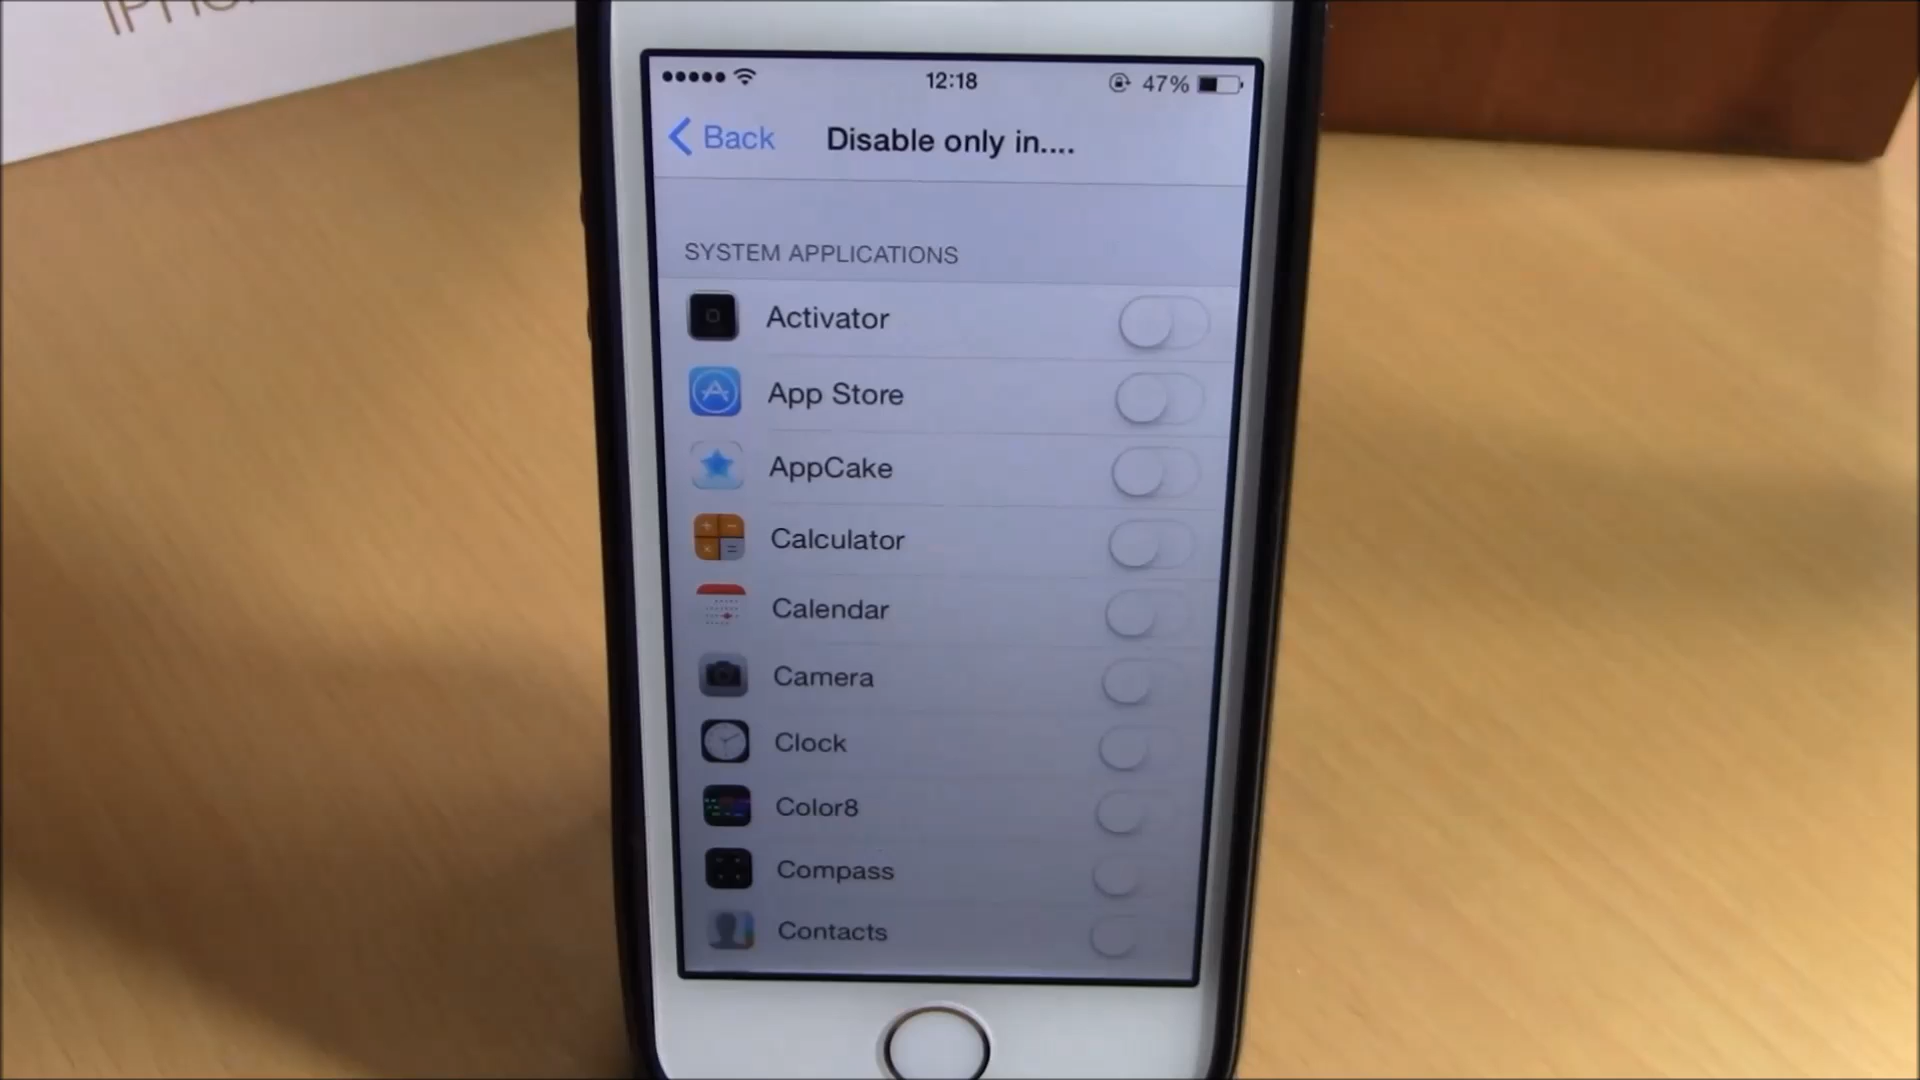 12:18
47%
Back
Disable only in....
SYSTEM APPLICATIONS
Activator
App Store
AppCake
Calculator
Calendar
Camera
Clock
Color8
Compass
Contacts